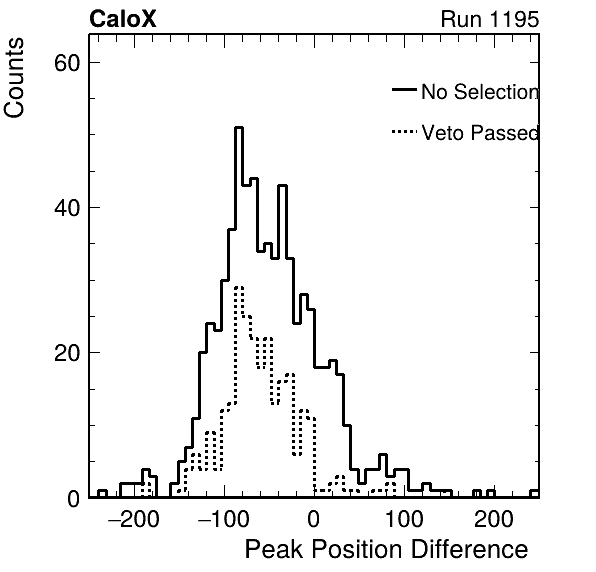 CaloX
Run 1195
Counts
60
40
20
0
No Selection
Veto Passed
−200
−100
0
100
200
Peak Position Difference